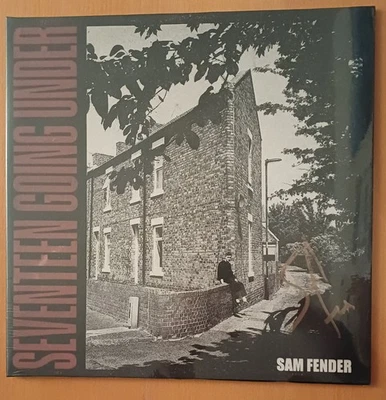 SEVENTEEN GOING UNDER
SAM FENDER